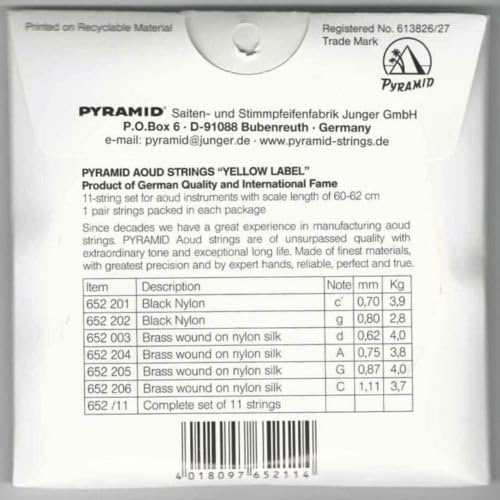 Printed on Recyclable Material
Registered No. 613826/27
Trade Mark
PYRAMID
PYRAMID® Saiten- und Stimmpfeifenfabrik Junger GmbH
P.O.Box 6 · D-91088 Bubenreuth · Germany
e-mail: pyramid@junger.de · www.pyramid-strings.de
PYRAMID AOUD STRINGS "YELLOW LABEL"
Product of German Quality and International Fame
11-string set for aoud instruments with scale length of 60-62 cm
1 pair strings packed in each package
Since decades we have a great experience in manufacturing aoud
strings. PYRAMID Aoud strings are of unsurpassed quality with
extraordinary tone and exceptional long life. Made of finest materials,
with greatest precision and by expert hands, reliable, perfect and true.
Item Description Note mm Kg
652 201 Black Nylon c' 0,70 3,9
652 202 Black Nylon g 0,80 2,8
652 003 Brass wound on nylon silk d 0,62 4,0
652 204 Brass wound on nylon silk A 0,75 3,8
652 205 Brass wound on nylon silk G 0,87 4,0
652 206 Brass wound on nylon silk C 1,11 3,7
652 /11 Complete set of 11 strings
4 018097 652114